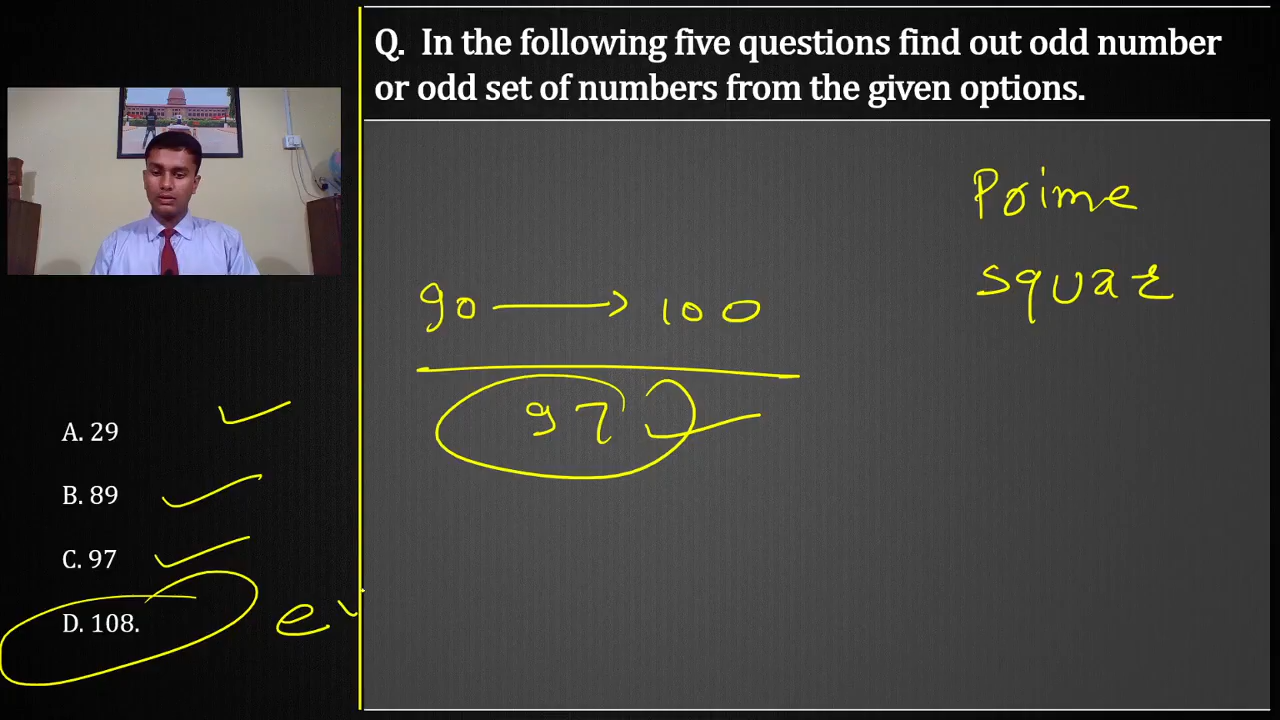 Q. In the following five questions find out odd number
or odd set of numbers from the given options.
Prime
squar
90 → 100
97
A. 29
B. 89
C. 97
D. 108.
ev